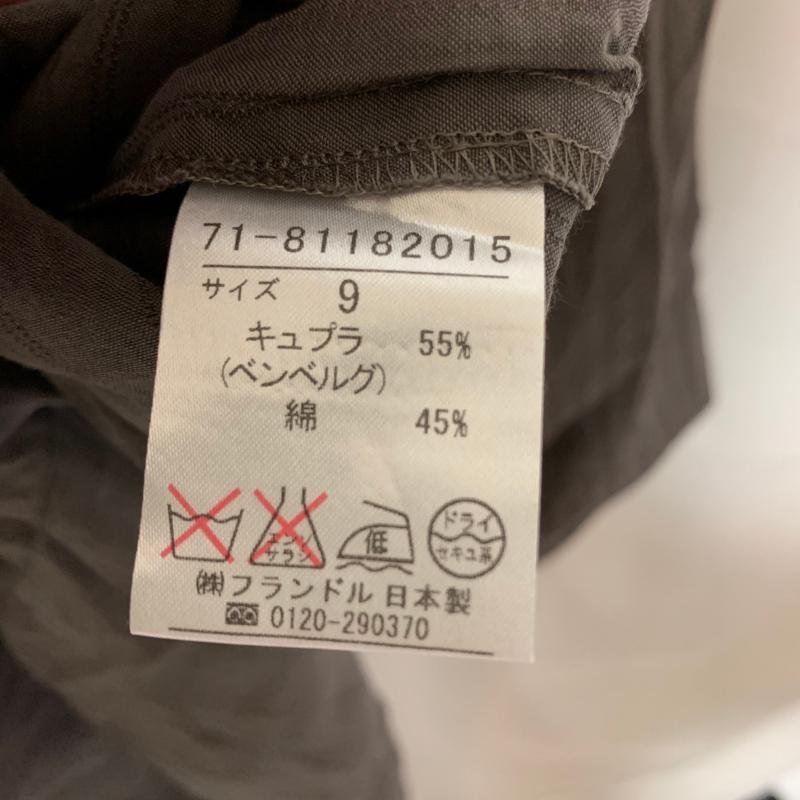 71-81182015
サイズ 9
キュプラ 55%
(ベンベルグ)
綿 45%
エンソ
サラシ
低
ドライ
セキユ系
㈱フランドル 日本製
0120-290370